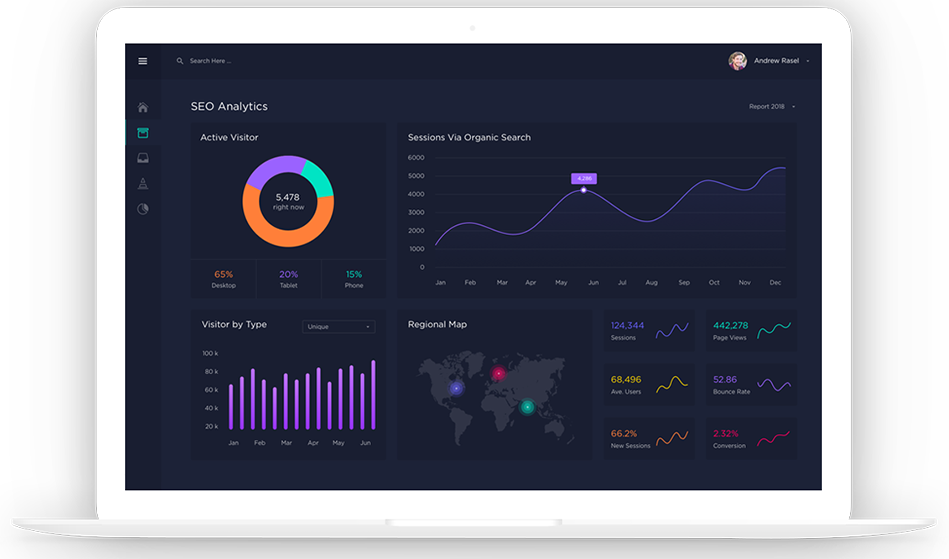 Search Here ...
Andrew Rasel
SEO Analytics
Report 2018
Active Visitor
5,478
right now
65%
Desktop
20%
Tablet
15%
Phone
Sessions Via Organic Search
6000
5000
4000
3000
2000
1000
0
4,286
Jan Feb Mar Apr May Jun Jul Aug Sep Oct Nov Dec
Visitor by Type
Unique
100 k
80 k
60 k
40 k
20 k
Jan Feb Mar Apr May Jun
Regional Map
124,344
Sessions
442,278
Page Views
68,496
Ave. Users
52.86
Bounce Rate
66.2%
New Sessions
2.32%
Conversion